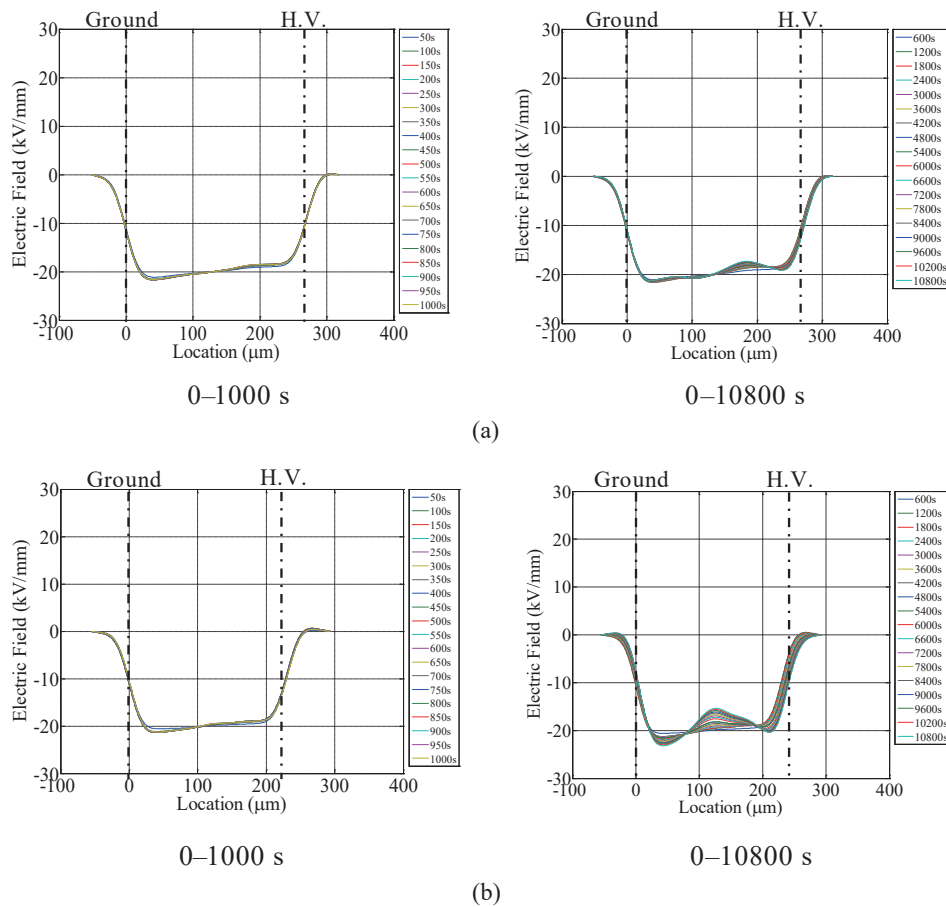 Ground
H.V.
30
20
10
0
-10
-20
-30
-100
0
100
200
300
400
Electric Field (kV/mm)
Location (μm)
50s
100s
150s
200s
250s
300s
350s
400s
450s
500s
550s
600s
650s
700s
750s
800s
850s
900s
950s
1000s
0–1000 s
Ground
H.V.
30
20
10
0
-10
-20
-30
-100
0
100
200
300
400
Electric Field (kV/mm)
Location (μm)
600s
1200s
1800s
2400s
3000s
3600s
4200s
4800s
5400s
6000s
6600s
7200s
7800s
8400s
9000s
9600s
10200s
10800s
0–10800 s
(a)
Ground
H.V.
30
20
10
0
-10
-20
-30
-100
0
100
200
300
400
Electric Field (kV/mm)
Location (μm)
50s
100s
150s
200s
250s
300s
350s
400s
450s
500s
550s
600s
650s
700s
750s
800s
850s
900s
950s
1000s
0–1000 s
Ground
H.V.
30
20
10
0
-10
-20
-30
-100
0
100
200
300
400
Electric Field (kV/mm)
Location (μm)
600s
1200s
1800s
2400s
3000s
3600s
4200s
4800s
5400s
6000s
6600s
7200s
7800s
8400s
9000s
9600s
10200s
10800s
0–10800 s
(b)